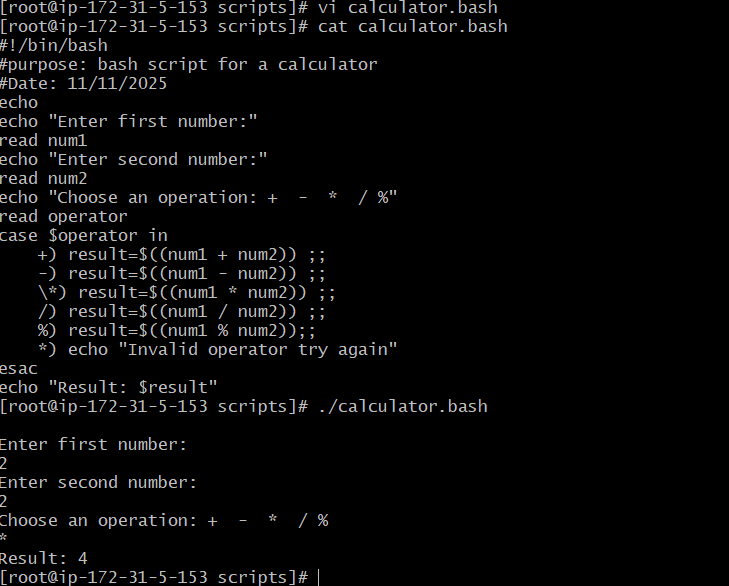 [root@ip-172-31-5-153 scripts]# vi calculator.bash
[root@ip-172-31-5-153 scripts]# cat calculator.bash
#!/bin/bash
#purpose: bash script for a calculator
#Date: 11/11/2025
echo
echo "Enter first number:"
read num1
echo "Enter second number:"
read num2
echo "Choose an operation: +  -  *  / %"
read operator
case $operator in
    +) result=$((num1 + num2)) ;;
    -) result=$((num1 - num2)) ;;
    \*) result=$((num1 * num2)) ;;
    /) result=$((num1 / num2)) ;;
    %) result=$((num1 % num2));;
    *) echo "Invalid operator try again"
esac
echo "Result: $result"
[root@ip-172-31-5-153 scripts]# ./calculator.bash

Enter first number:
2
Enter second number:
2
Choose an operation: +  -  *  / %
*
Result: 4
[root@ip-172-31-5-153 scripts]#